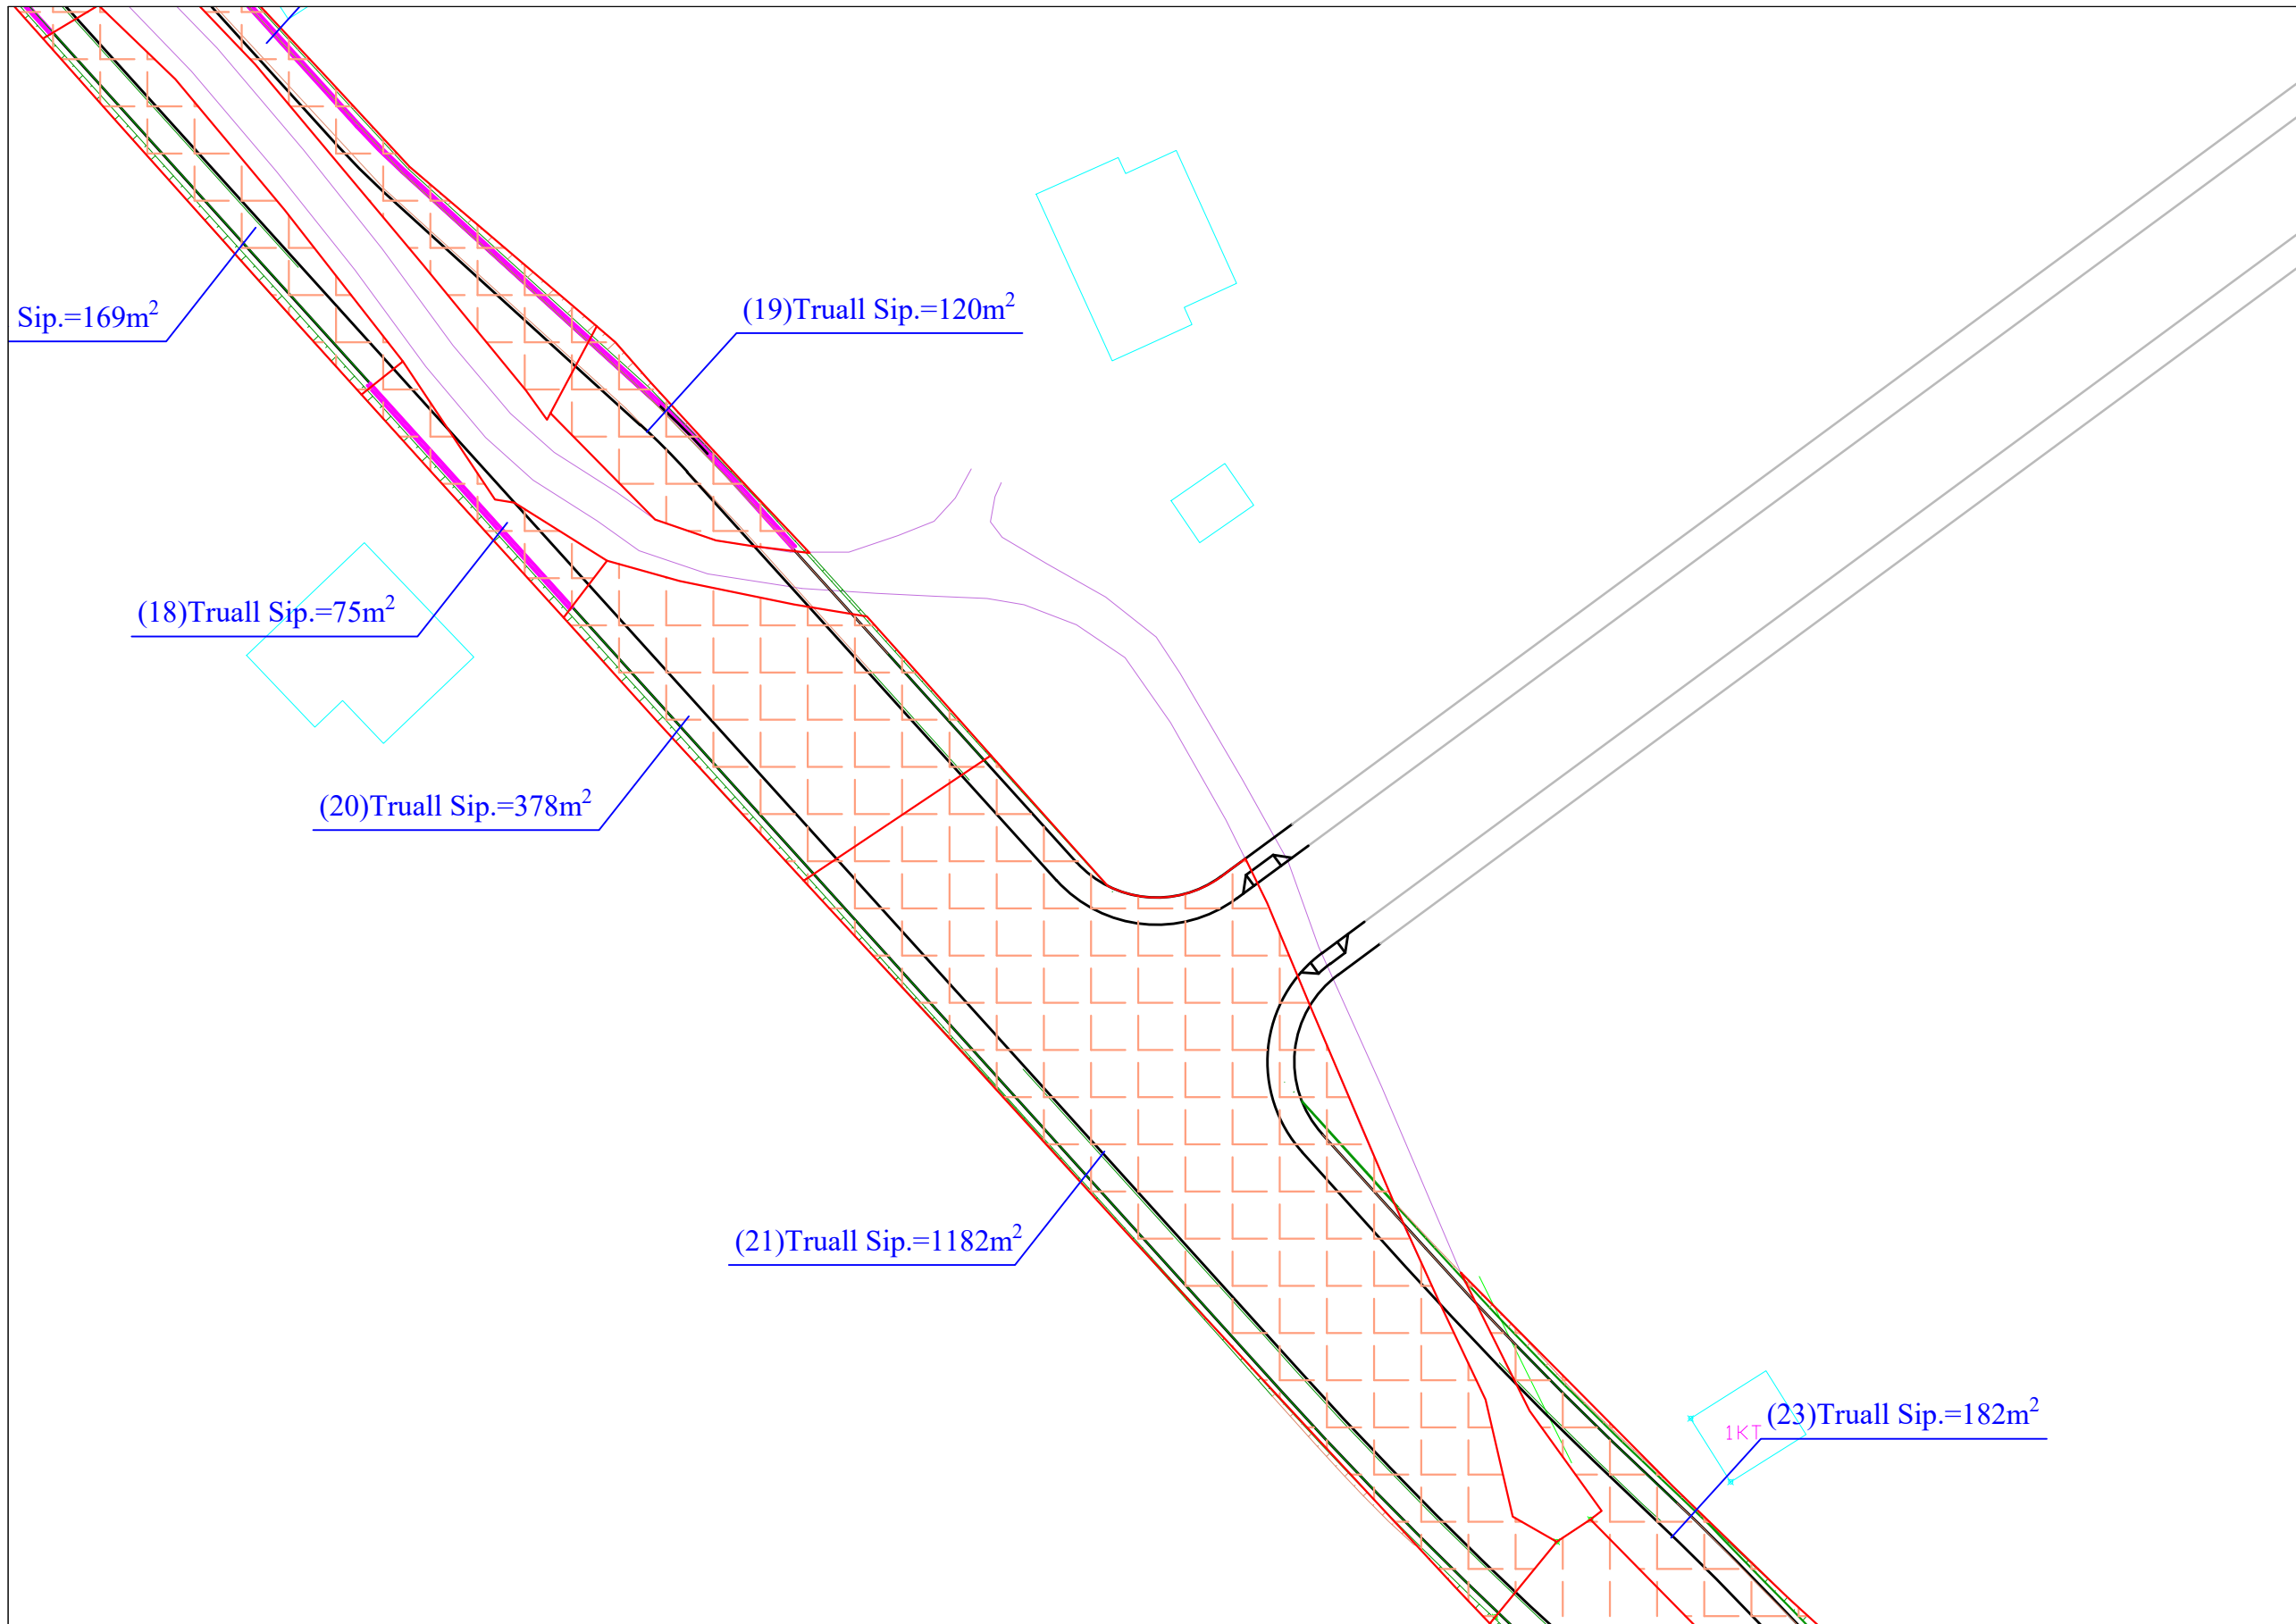 Sip.=169m²
(19)Truall Sip.=120m²
(18)Truall Sip.=75m²
(20)Truall Sip.=378m²
(21)Truall Sip.=1182m²
(23)Truall Sip.=182m²
1KT